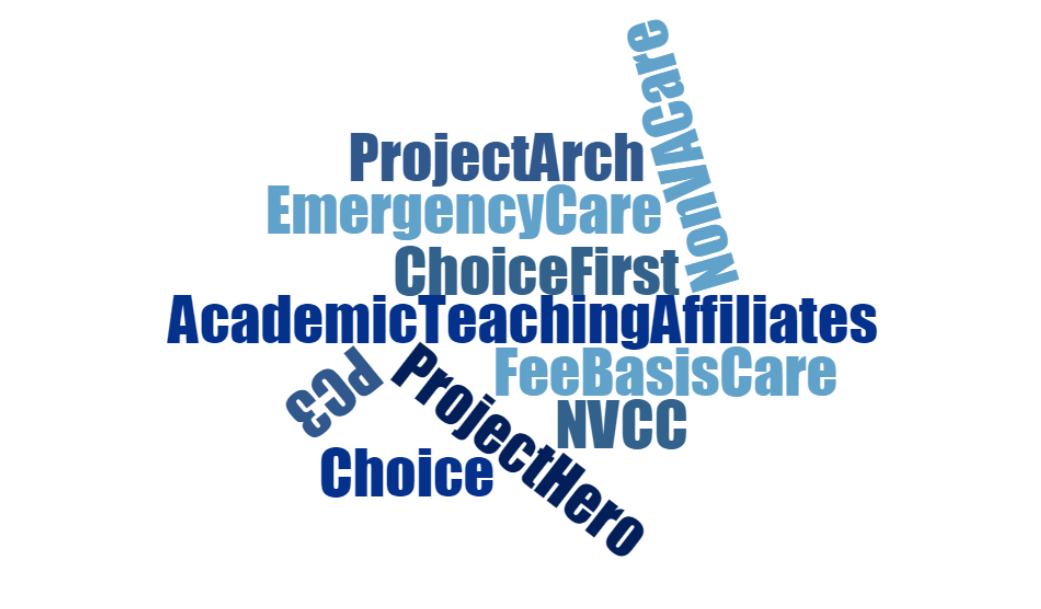 NonVACare
ProjectArch
EmergencyCare
ChoiceFirst
AcademicTeachingAffiliates
FeeBasisCare
PC3
ProjectHero
NVCC
Choice